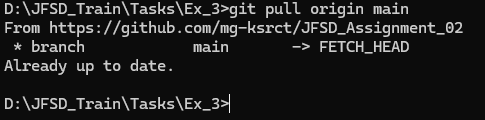 D:\JFSD_Train\Tasks\Ex_3>git pull origin main
From https://github.com/mg-ksrct/JFSD_Assignment_02
 * branch            main       -> FETCH_HEAD
Already up to date.
D:\JFSD_Train\Tasks\Ex_3>